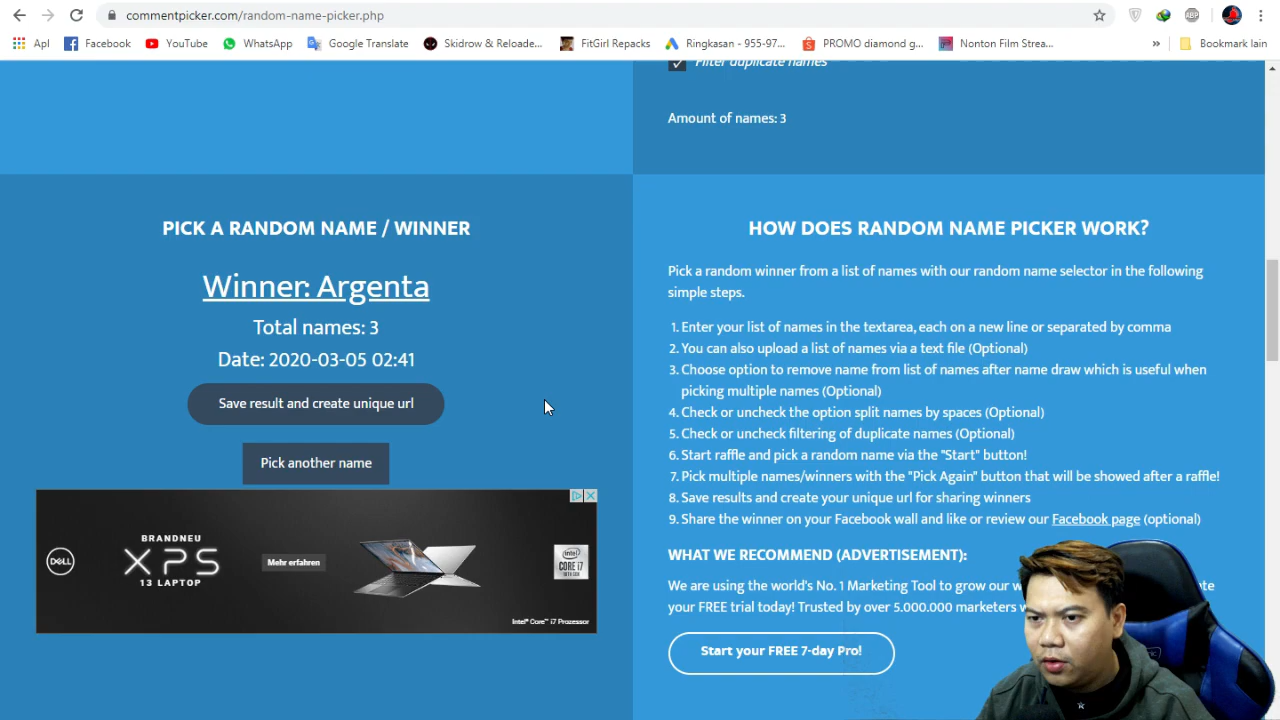 commentpicker.com/random-name-picker.php
Apl
Facebook
YouTube
WhatsApp
Google Translate
Skidrow & Reloade...
FitGirl Repacks
Ringkasan - 955-97...
PROMO diamond g...
Nonton Film Strea...
»
Bookmark lain
ABP
Filter duplicate names
Amount of names: 3
PICK A RANDOM NAME / WINNER
Winner: Argenta
Total names: 3
Date: 2020-03-05 02:41
Save result and create unique url
Pick another name
DELL
BRANDNEU
XPS
13 LAPTOP
Mehr erfahren
intel
CORE i7
10TH GEN
Intel® Core™ i7 Prozessor
HOW DOES RANDOM NAME PICKER WORK?
Pick a random winner from a list of names with our random name selector in the following
simple steps.
1. Enter your list of names in the textarea, each on a new line or separated by comma
2. You can also upload a list of names via a text file (Optional)
3. Choose option to remove name from list of names after name draw which is useful when
picking multiple names (Optional)
4. Check or uncheck the option split names by spaces (Optional)
5. Check or uncheck filtering of duplicate names (Optional)
6. Start raffle and pick a random name via the "Start" button!
7. Pick multiple names/winners with the "Pick Again" button that will be showed after a raffle!
8. Save results and create your unique url for sharing winners
9. Share the winner on your Facebook wall and like or review our Facebook page (optional)
WHAT WE RECOMMEND (ADVERTISEMENT):
We are using the world's No. 1 Marketing Tool to grow our
your FREE trial today! Trusted by over 5.000.000 marketers
Start your FREE 7-day Pro!